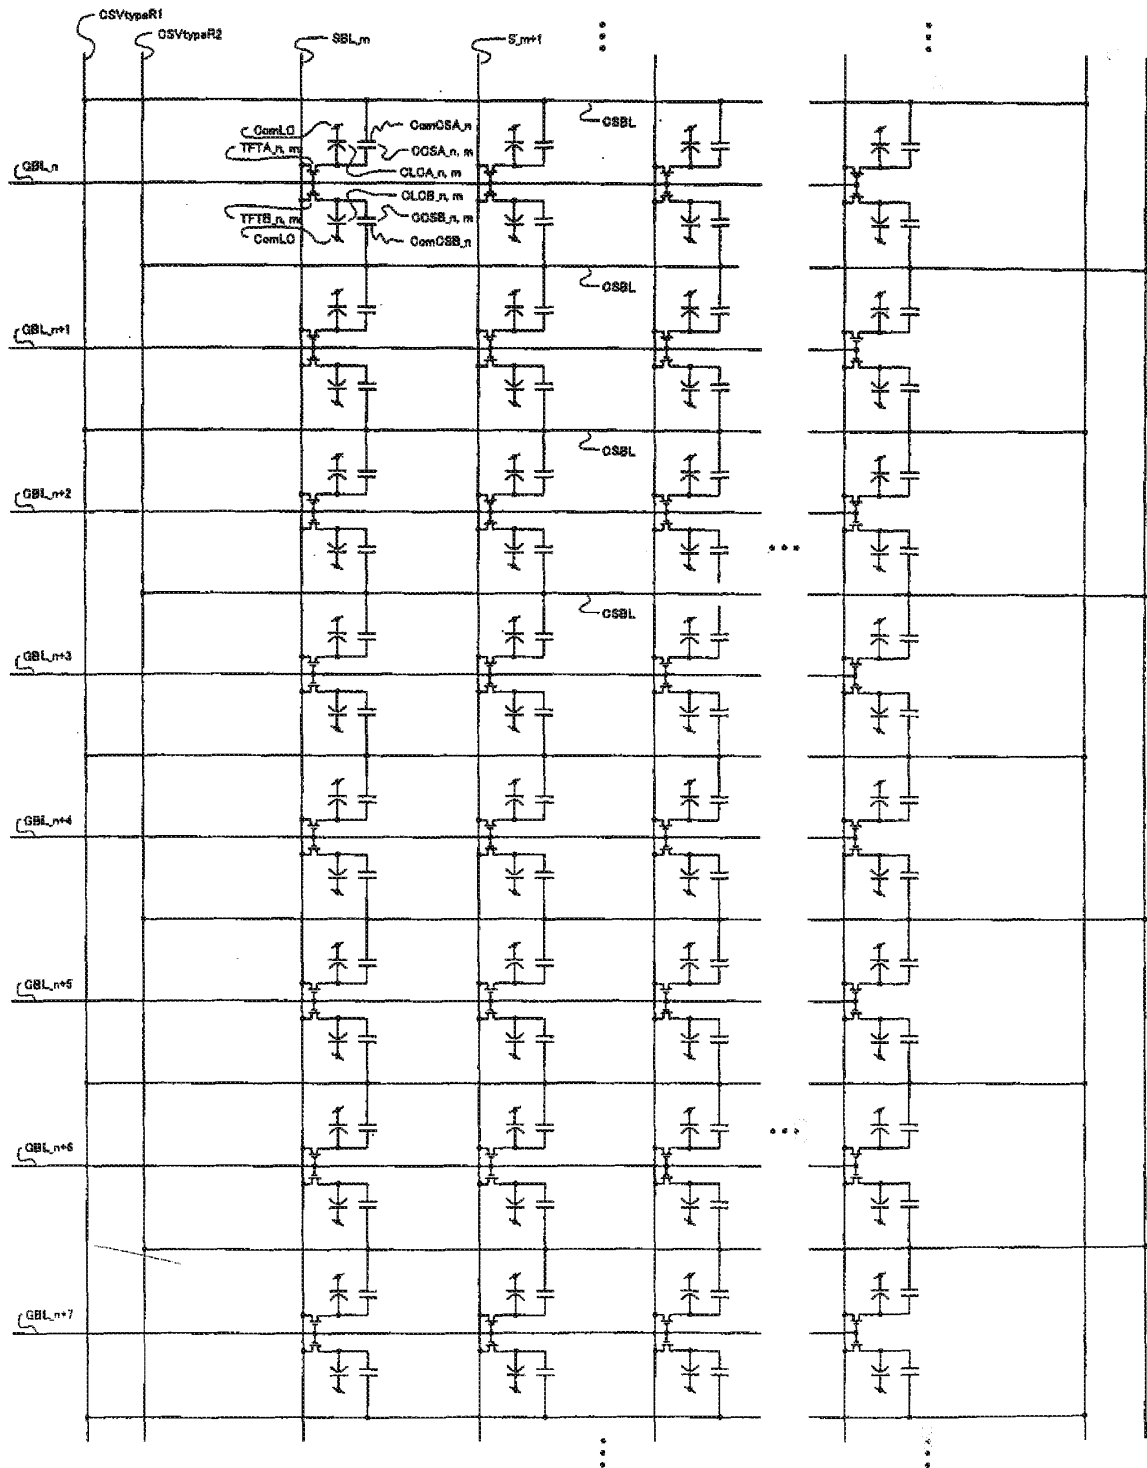 CSVtypeR1
CSVtypeR2
SBL_m
S_m+1
CSBL
ComLC
ComCSA_n
TFTA_n, m
CCSA_n, m
GBL_n
CLCA_n, m
CLCB_n, m
TFTB_n, m
CCSB_n, m
ComLC
ComCSB_n
CSBL
GBL_n+1
CSBL
GBL_n+2
CSBL
GBL_n+3
GBL_n+4
GBL_n+5
GBL_n+6
GBL_n+7